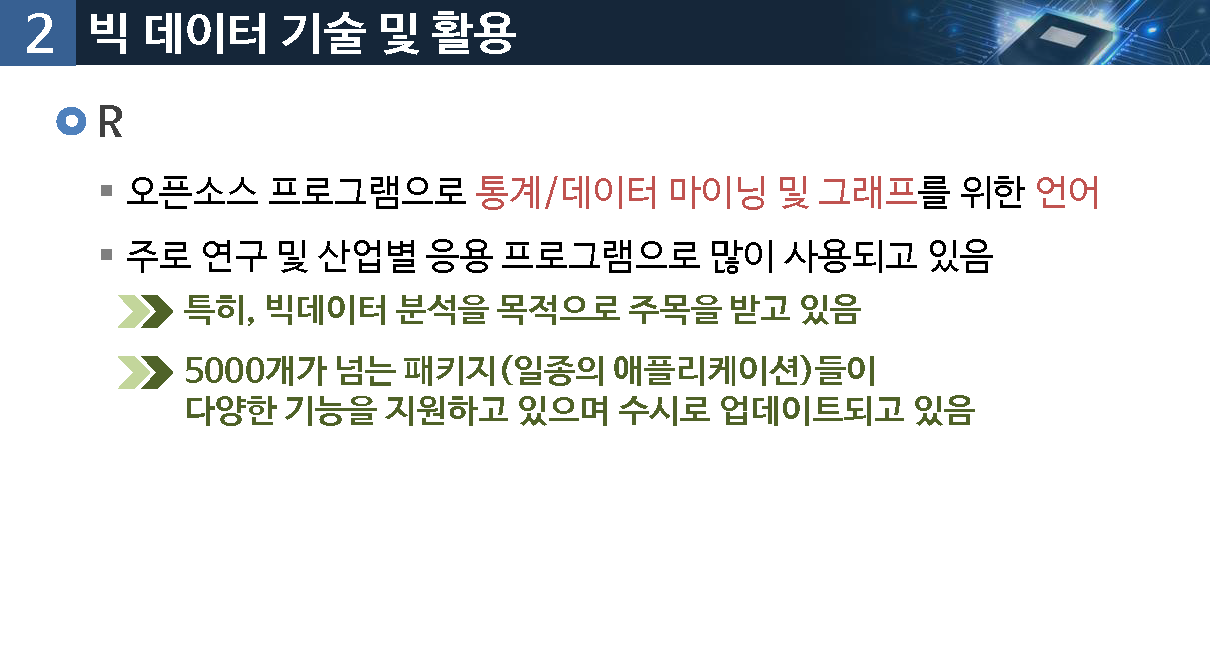 2 빅 데이터 기술 및 활용
R
오픈소스 프로그램으로 통계/데이터 마이닝 및 그래프를 위한 언어
주로 연구 및 산업별 응용 프로그램으로 많이 사용되고 있음
특히, 빅데이터 분석을 목적으로 주목을 받고 있음
5000개가 넘는 패키지(일종의 애플리케이션)들이
다양한 기능을 지원하고 있으며 수시로 업데이트되고 있음